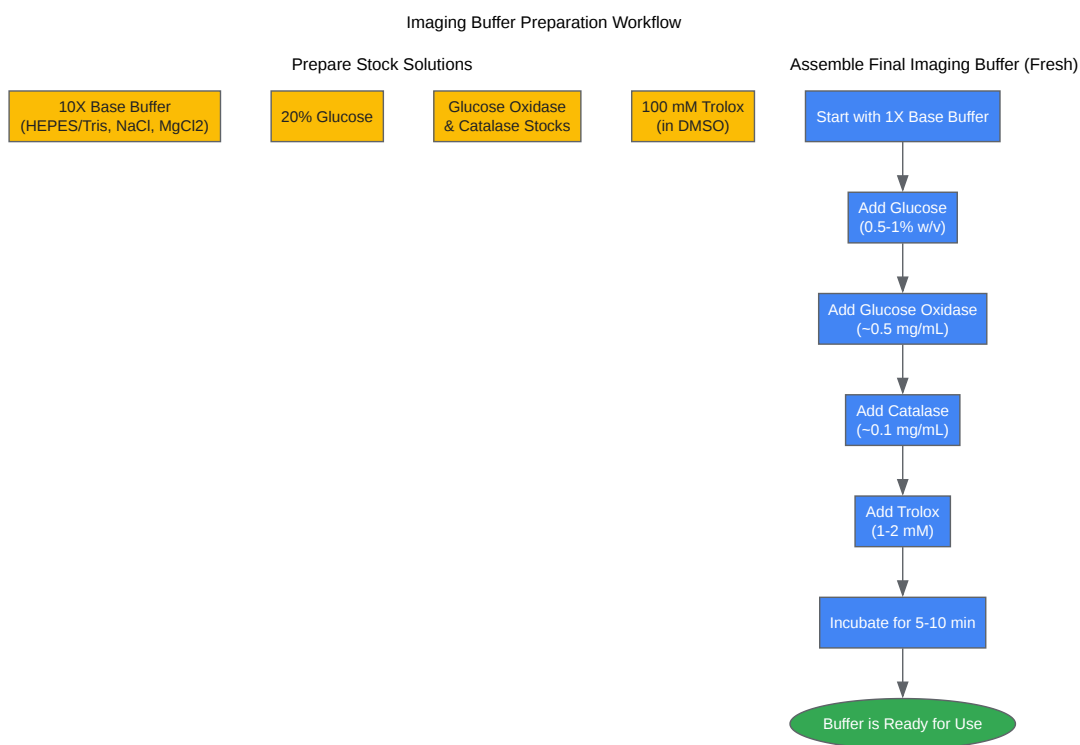 Imaging Buffer Preparation Workflow
Prepare Stock Solutions
Assemble Final Imaging Buffer (Fresh)
10X Base Buffer
(HEPES/Tris, NaCl, MgCl2)
20% Glucose
Glucose Oxidase
& Catalase Stocks
100 mM Trolox
(in DMSO)
Start with 1X Base Buffer
Add Glucose
(0.5-1% w/v)
Add Glucose Oxidase
(~0.5 mg/mL)
Add Catalase
(~0.1 mg/mL)
Add Trolox
(1-2 mM)
Incubate for 5-10 min
Buffer is Ready for Use